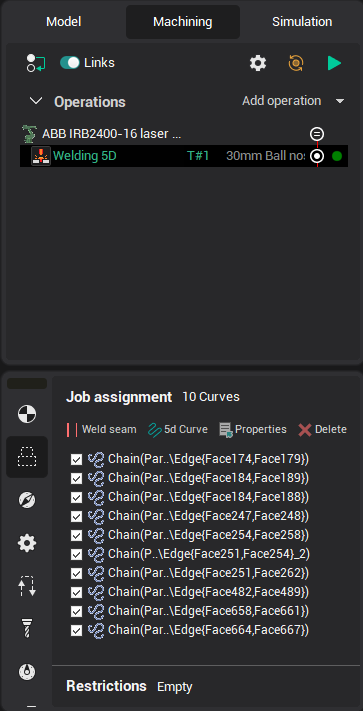 Model Machining Simulation
Links
Operations Add operation
ABB IRB2400-16 laser ...
Welding 5D T#1 30mm Ball nos
Job assignment 10 Curves
Weld seam 5d Curve Properties Delete
Chain(Par..\Edge{Face174,Face179})
Chain(Par..\Edge{Face184,Face189})
Chain(Par..\Edge{Face184,Face188})
Chain(Par..\Edge{Face247,Face248})
Chain(Par..\Edge{Face254,Face258})
Chain(P..\Edge{Face251,Face254}_2)
Chain(Par..\Edge{Face251,Face262})
Chain(Par..\Edge{Face482,Face489})
Chain(Par..\Edge{Face658,Face661})
Chain(Par..\Edge{Face664,Face667})
Restrictions Empty